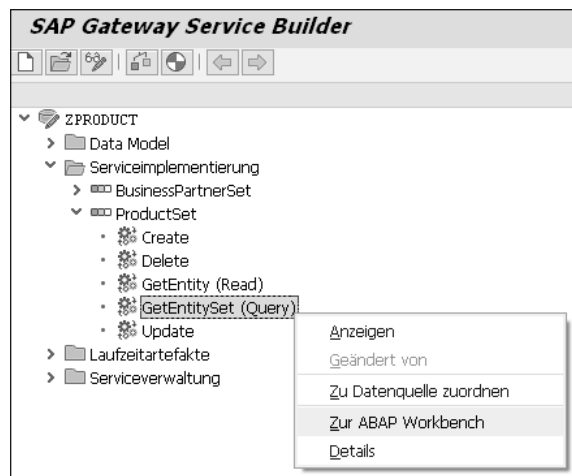 SAP Gateway Service Builder
ZPRODUCT
Data Model
Serviceimplementierung
BusinessPartnerSet
ProductSet
Create
Delete
GetEntity (Read)
GetEntitySet (Query)
Update
Laufzeitartefakte
Serviceverwaltung
Anzeigen
Geändert von
Zu Datenquelle zuordnen
Zur ABAP Workbench
Details